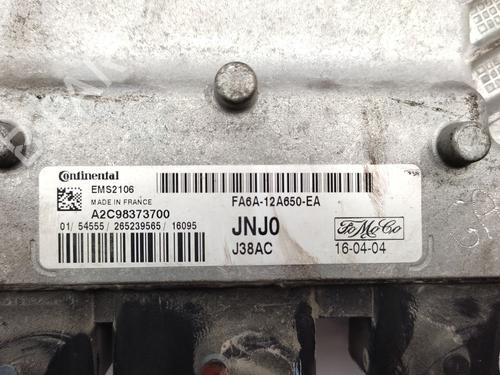 Continental
EMS2106
MADE IN FRANCE
A2C98373700
01/ 54555 / 265239565 / 16095
FA6A-12A650-EA
JNJ0
J38AC
FoMoCo
16-04-04